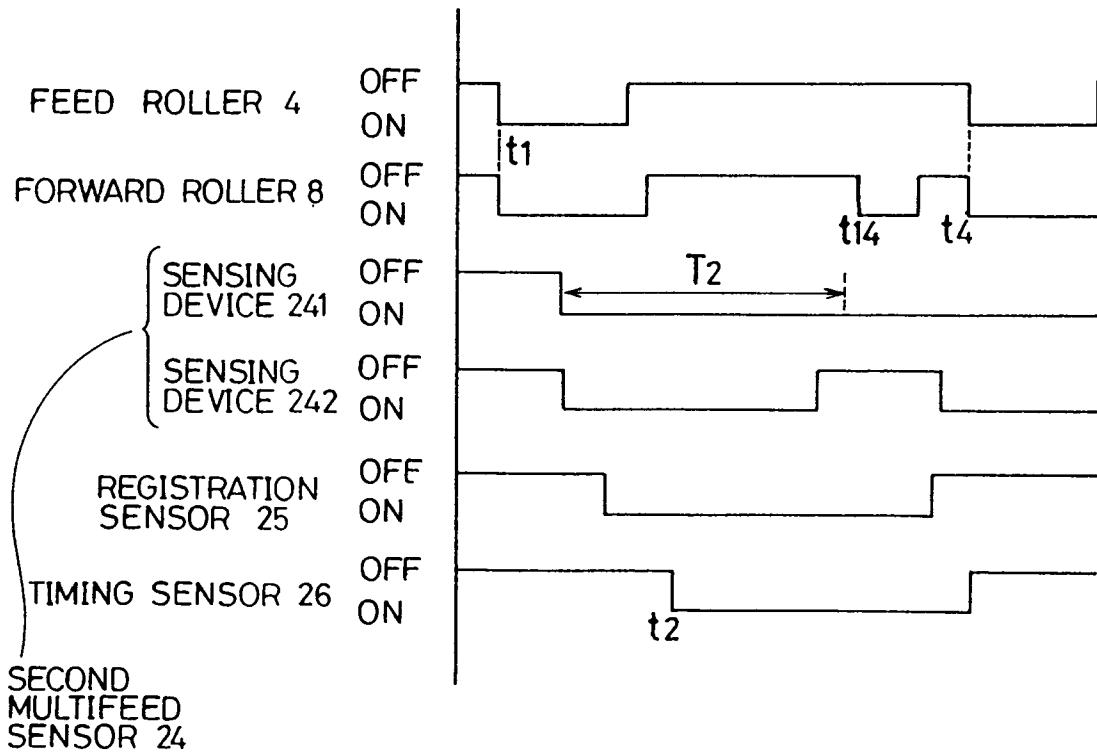 FEED ROLLER 4
OFF
ON
t1
FORWARD ROLLER 8
OFF
ON
t14
t4
SENSING
DEVICE 241
OFF
ON
T2
SENSING
DEVICE 242
OFF
ON
REGISTRATION
SENSOR 25
OFF
ON
TIMING SENSOR 26
OFF
ON
t2
SECOND
MULTIFEED
SENSOR 24